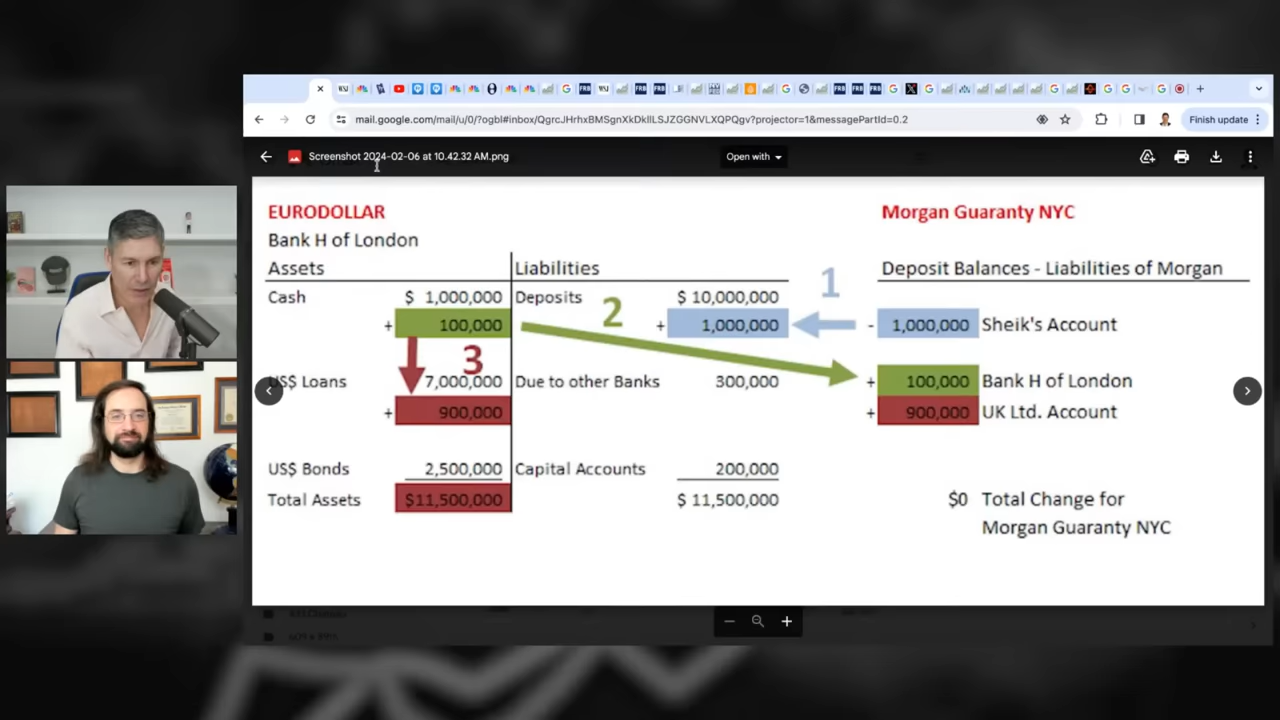 mail.google.com/mail/u/0/?ogbl#inbox/QgrcJHrhxBMSgnXkDkllLSJZGGNVLXQPQgv?projector=1&messagePartId=0.2
Finish update
Screenshot 2024-02-06 at 10.42.32 AM.png
Open with
EURODOLLAR
Morgan Guaranty NYC
Bank H of London
Assets Liabilities Deposit Balances - Liabilities of Morgan
1
Cash $ 1,000,000 Deposits $ 10,000,000
2
+ 100,000 + 1,000,000 - 1,000,000 Sheik's Account
3
US$ Loans 7,000,000 Due to other Banks 300,000 + 100,000 Bank H of London
+ 900,000 + 900,000 UK Ltd. Account
US$ Bonds 2,500,000 Capital Accounts 200,000
Total Assets $11,500,000 $ 11,500,000 $0 Total Change for
Morgan Guaranty NYC